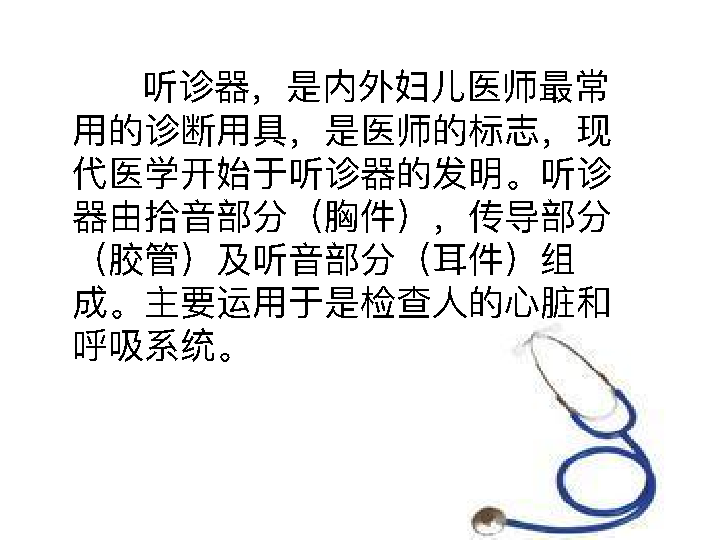 听诊器，是内外妇儿医师最常
用的诊断用具，是医师的标志，现
代医学开始于听诊器的发明。听诊
器由拾音部分（胸件），传导部分
（胶管）及听音部分（耳件）组
成。主要运用于是检查人的心脏和
呼吸系统。